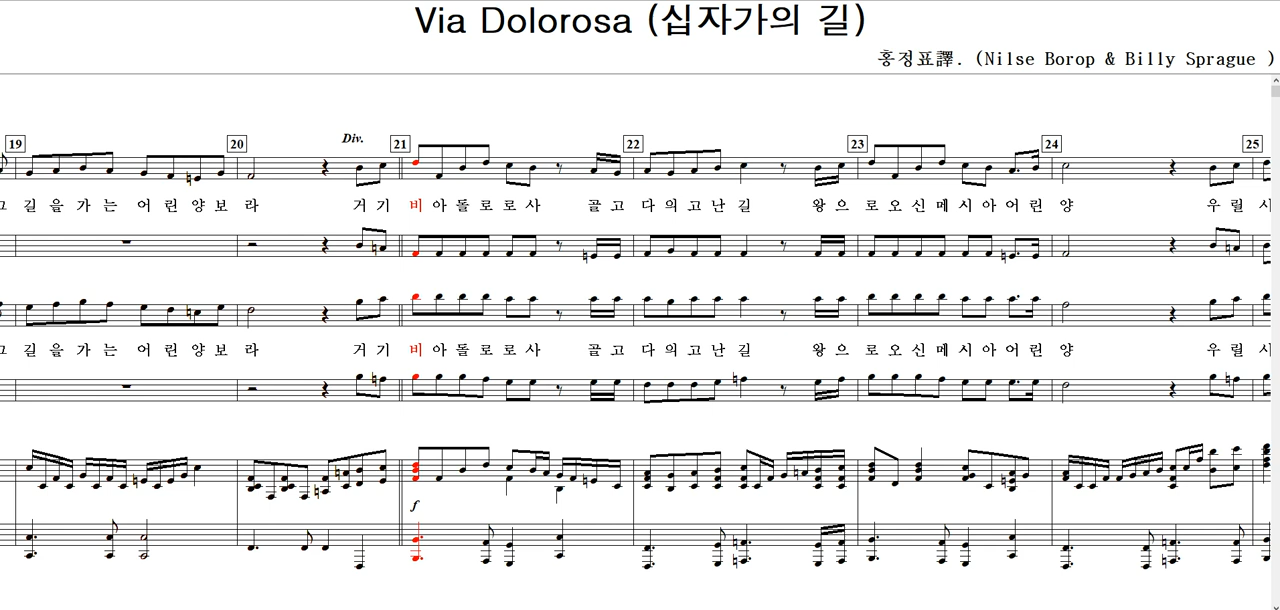 Via Dolorosa (십자가의 길)
홍정표譯. (Nilse Borop & Billy Sprague )
19 20 Div. 21 22 23 24 25
그 길 을 가 는 어 린 양 보 라 거 기 비 아 돌 로 로 사 골 고 다 의 고 난 길 왕 으 로 오 신 메 시 아 어 린 양 우 릴 사
그 길 을 가 는 어 린 양 보 라 거 기 비 아 돌 로 로 사 골 고 다 의 고 난 길 왕 으 로 오 신 메 시 아 어 린 양 우 릴 사
f